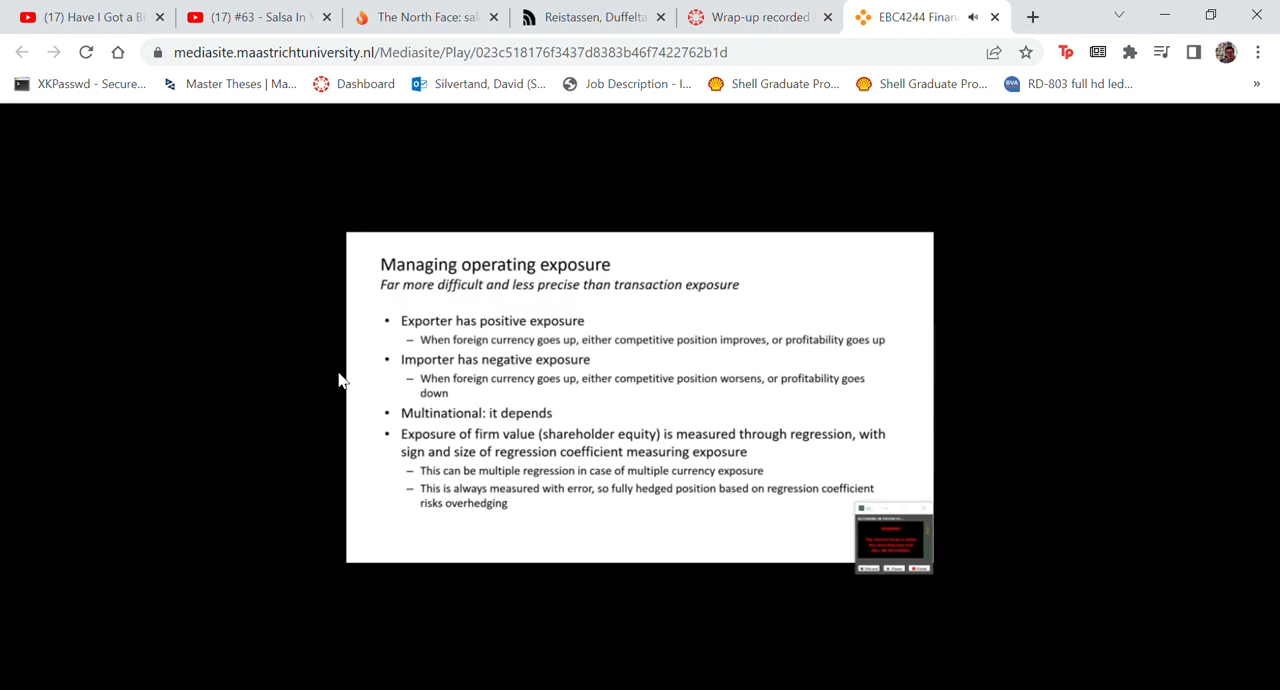 (17) Have I Got a Bi
(17) #63 - Salsa In Y
The North Face: sal
Reistassen, Duffelta
Wrap-up recorded
EBC4244 Finan
mediasite.maastrichtuniversity.nl/Mediasite/Play/023c518176f3437d8383b46f7422762b1d
Tp
XKPasswd - Secure...
Master Theses | Ma...
Dashboard
Silvertand, David (S...
Job Description - I...
Shell Graduate Pro...
Shell Graduate Pro...
BVA
RD-803 full hd led...
»
Managing operating exposure
Far more difficult and less precise than transaction exposure
• Exporter has positive exposure
– When foreign currency goes up, either competitive position improves, or profitability goes up
• Importer has negative exposure
– When foreign currency goes up, either competitive position worsens, or profitability goes
down
• Multinational: it depends
• Exposure of firm value (shareholder equity) is measured through regression, with
sign and size of regression coefficient measuring exposure
– This can be multiple regression in case of multiple currency exposure
– This is always measured with error, so fully hedged position based on regression coefficient
risks overhedging